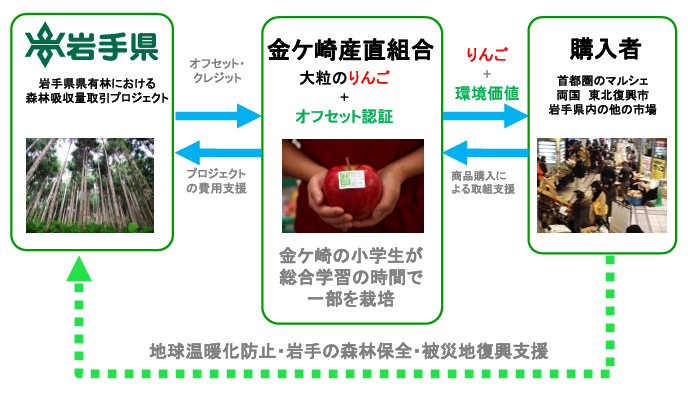 岩手県
岩手県県有林における
森林吸収量取引プロジェクト
オフセット・
クレジット
プロジェクト
の費用支援
金ケ崎産直組合
大粒のりんご
+
オフセット認証
金ケ崎の小学生が
総合学習の時間で
一部を栽培
りんご
+
環境価値
商品購入に
よる取組支援
購入者
首都圏のマルシェ
両国 東北復興市
岩手県内の他の市場
地球温暖化防止・岩手の森林保全・被災地復興支援